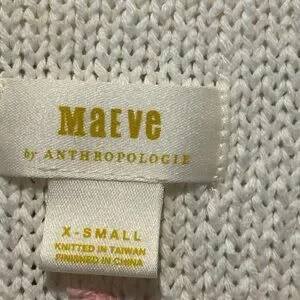 MaEve
by ANTHROPOLOGIE
X-SMALL
KNITTED IN TAIWAN
FINISHED IN CHINA